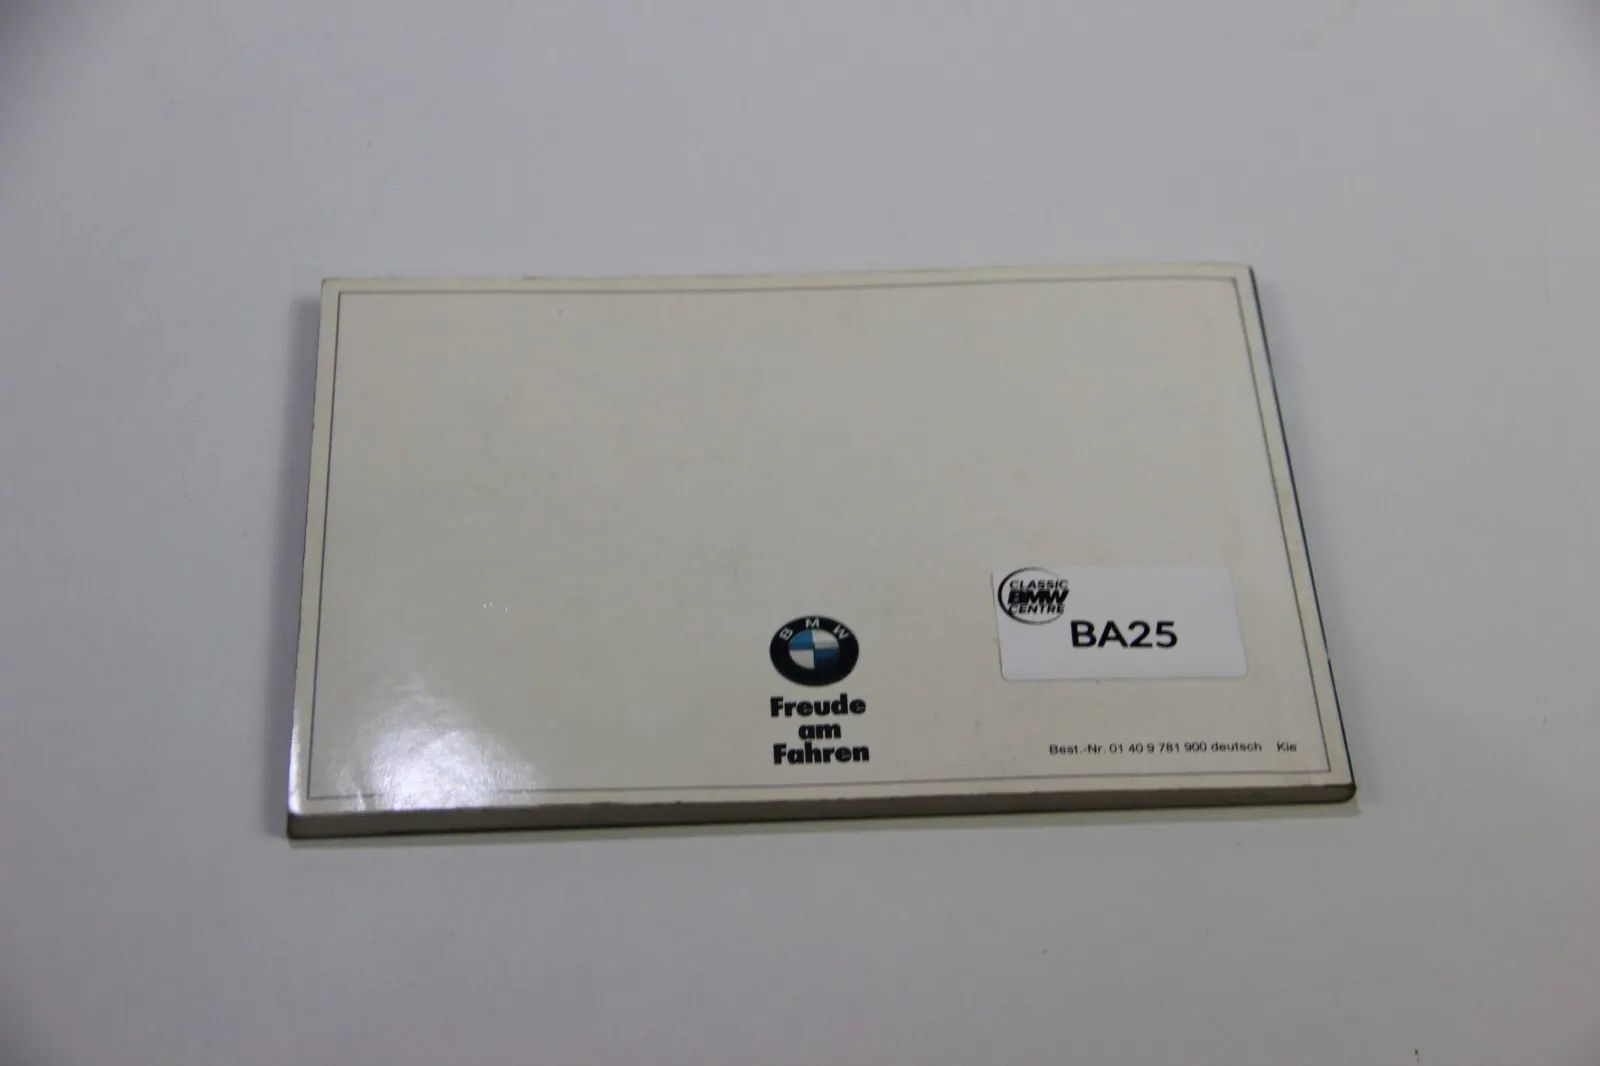 CLASSIC
BMW
CENTRE
BA25
BMW
Freude
am
Fahren
Best.-Nr. 01 40 9 781 900 deutsch Kie